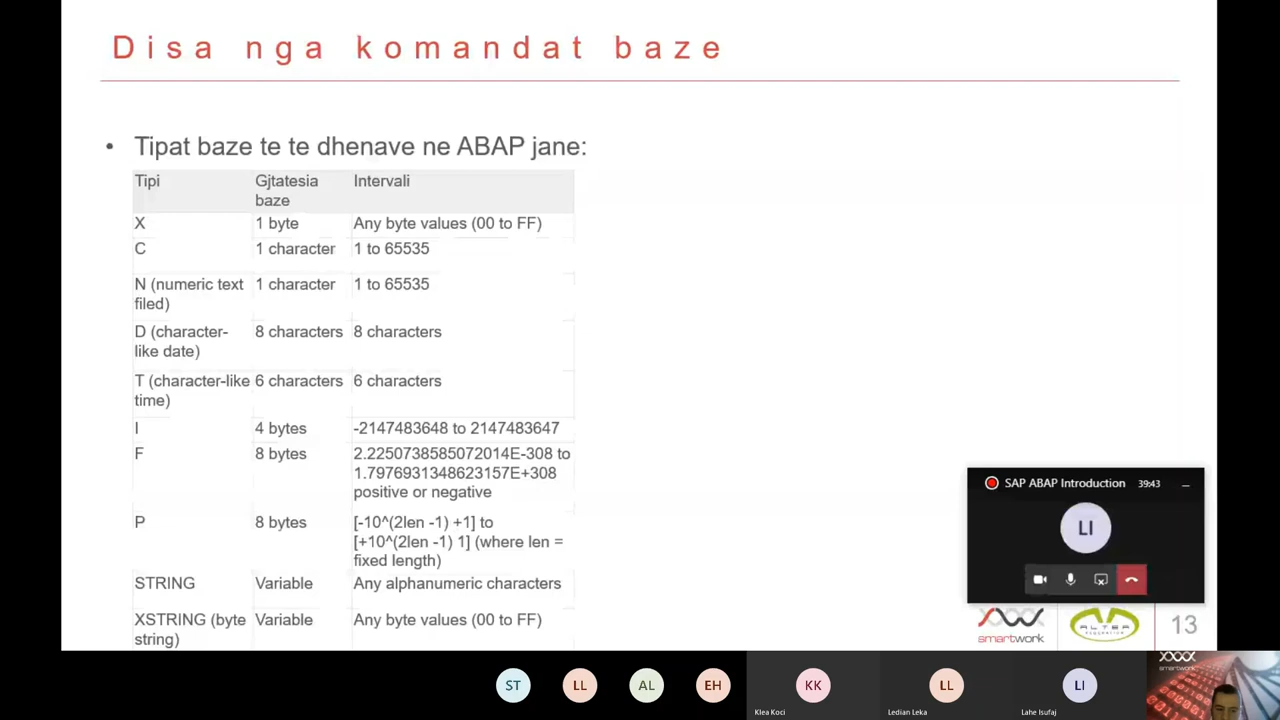 Disa nga komandat baze
• Tipat baze te te dhenave ne ABAP jane:
Tipi Gjtatesia baze Intervali
X 1 byte Any byte values (00 to FF)
C 1 character 1 to 65535
N (numeric text filed) 1 character 1 to 65535
D (character-like date) 8 characters 8 characters
T (character-like time) 6 characters 6 characters
I 4 bytes -2147483648 to 2147483647
F 8 bytes 2.2250738585072014E-308 to 1.7976931348623157E+308 positive or negative
P 8 bytes [-10^(2len -1) +1] to [+10^(2len -1) 1] (where len = fixed length)
STRING Variable Any alphanumeric characters
XSTRING (byte string) Variable Any byte values (00 to FF)
SAP ABAP Introduction 39:43
LI
smartwork
ALTER
13
ST LL AL EH KK LL LI
Klea Koci Ledian Leka Lahe Isufaj
smartwork